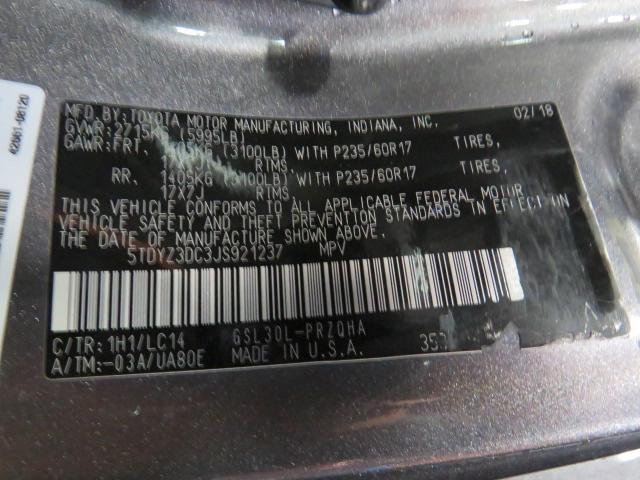 MFD.BY:TOYOTA MOTOR MANUFACTURING, INDIANA, INC. 02/18
GVWR:2715KG (5995LB)
GAWR:FRT. 1405KG (3100LB) WITH P235/60R17 TIRES,
17X7J RIMS,
RR. 1405KG (3100LB) WITH P235/60R17 TIRES,
17X7J RIMS,
THIS VEHICLE CONFORMS TO ALL APPLICABLE FEDERAL MOTOR
VEHICLE SAFETY AND THEFT PREVENTION STANDARDS IN EFFECT ON
THE DATE OF MANUFACTURE SHOWN ABOVE.
5TDYZ3DC3JS921237 MPV
C/TR: 1H1/LC14 GSL30L-PRZQHA
A/TM:-03A/UA80E MADE IN U.S.A.
42661-08120